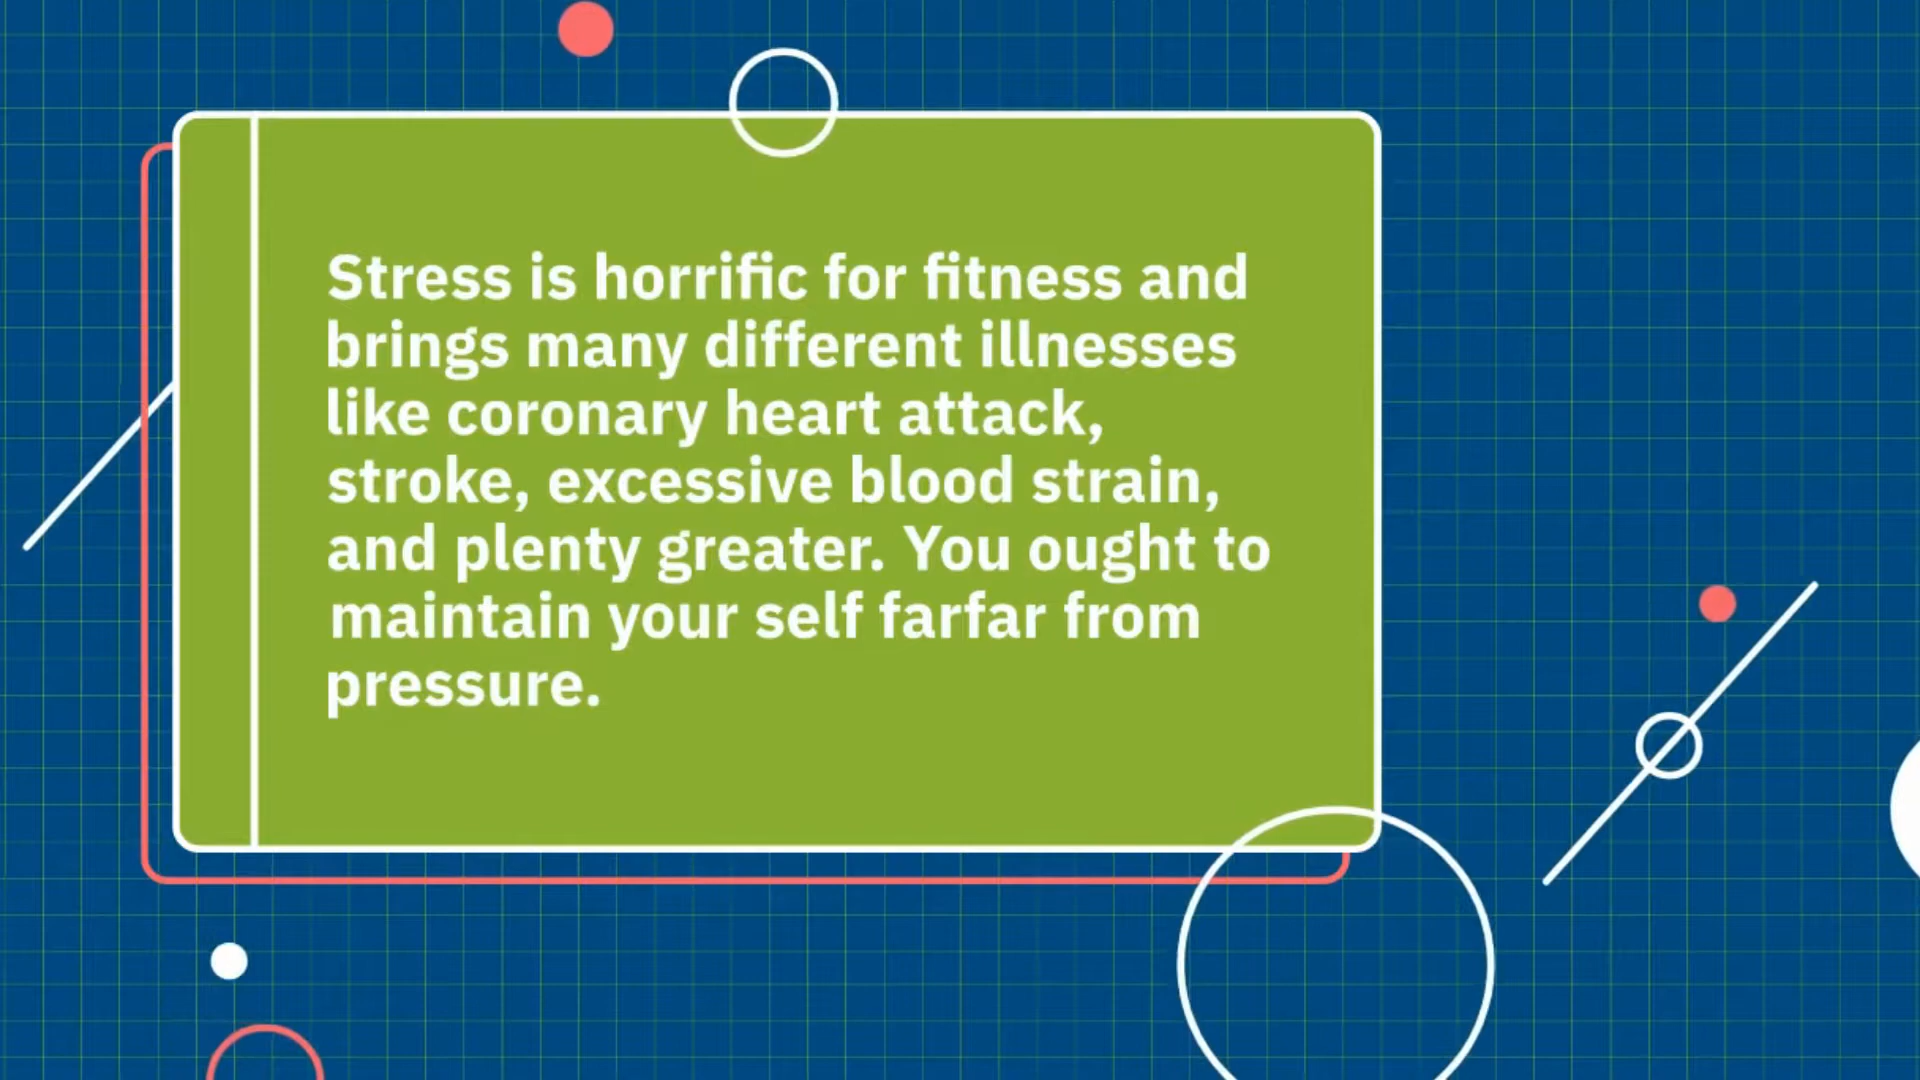 Stress is horrific for fitness and
brings many different illnesses
like coronary heart attack,
stroke, excessive blood strain,
and plenty greater. You ought to
maintain your self farfar from
pressure.